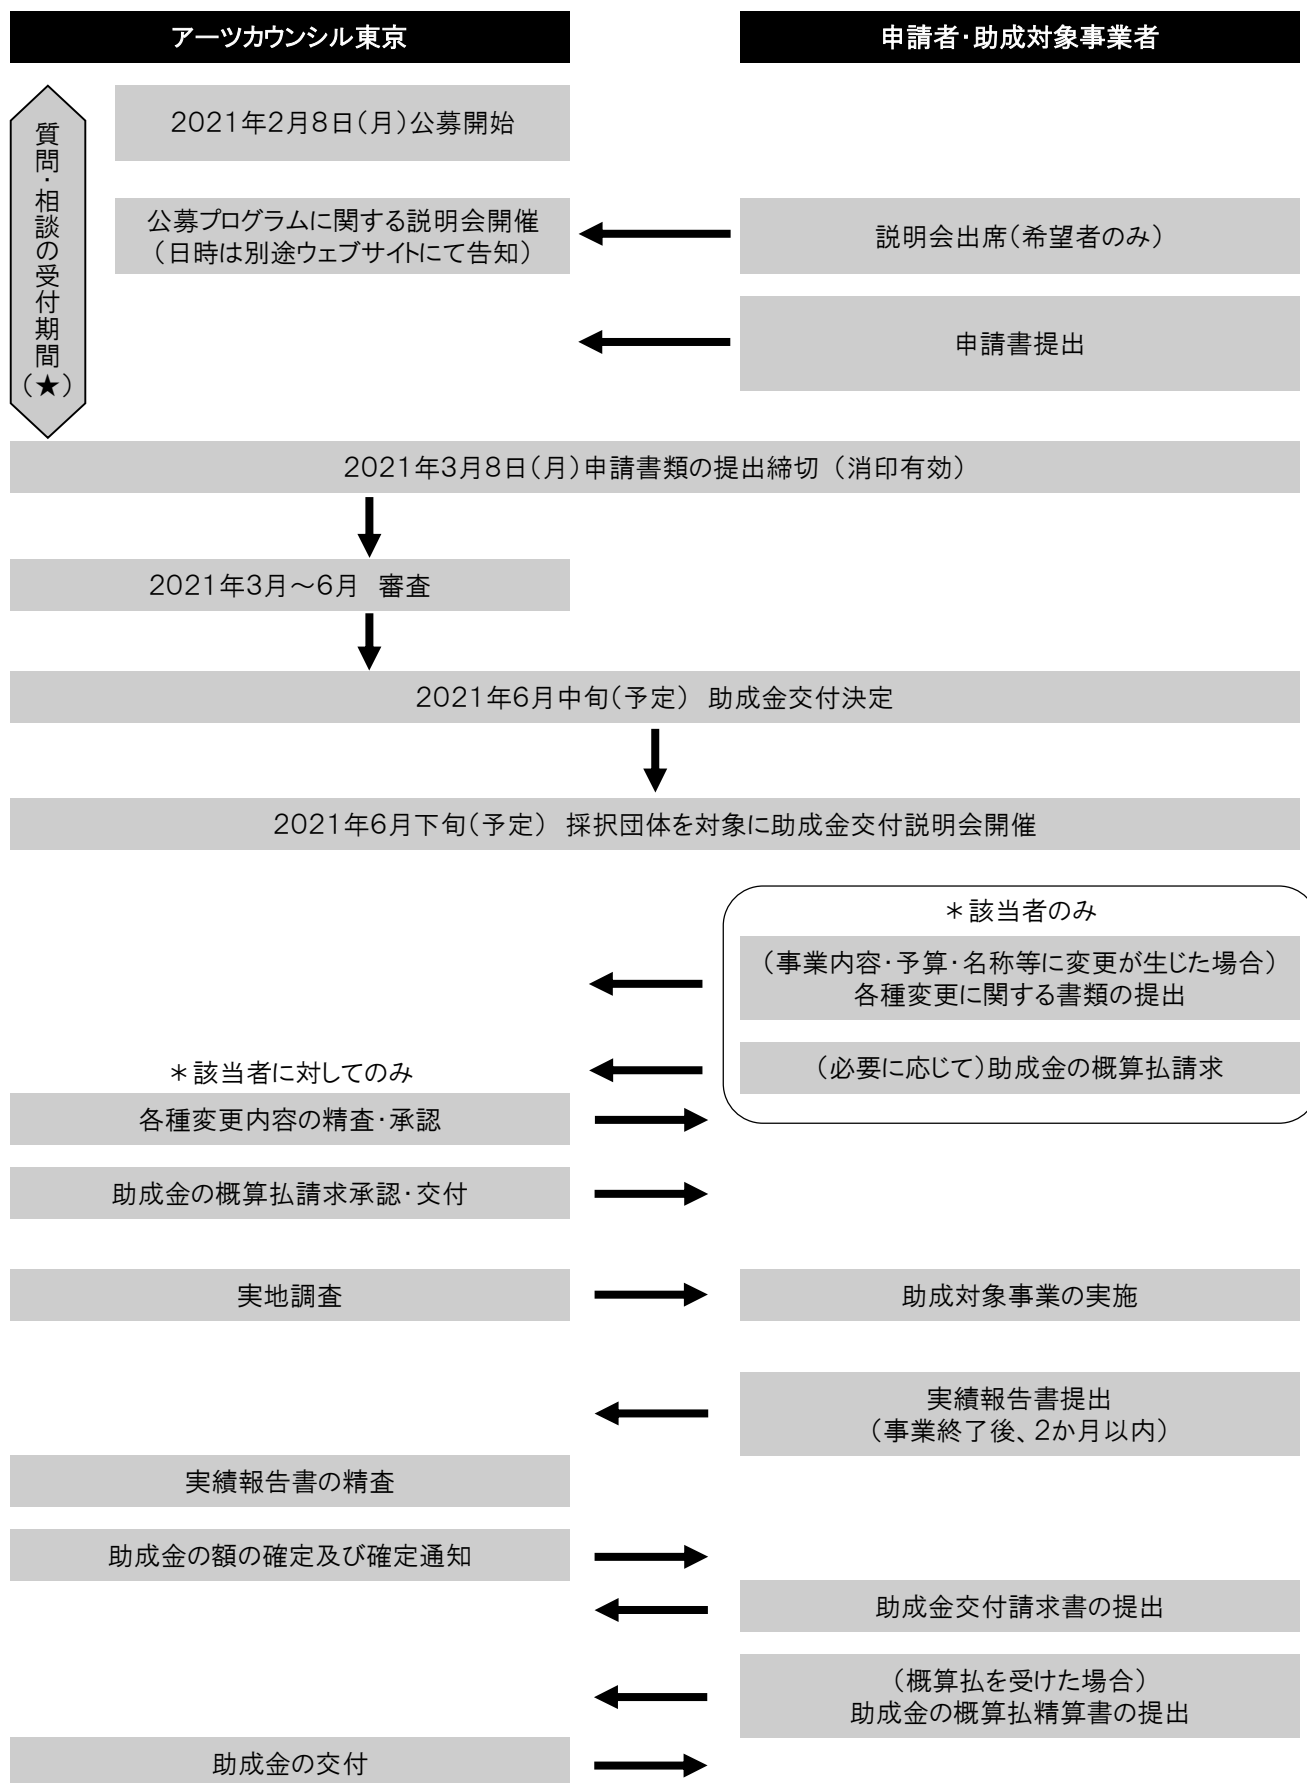 アーツカウンシル東京
申請者・助成対象事業者
質問・相談の受付期間(★)
2021年2月8日(月)公募開始
公募プログラムに関する説明会開催
(日時は別途ウェブサイトにて告知)
説明会出席(希望者のみ)
申請書提出
2021年3月8日(月)申請書類の提出締切 (消印有効)
2021年3月~6月 審査
2021年6月中旬(予定) 助成金交付決定
2021年6月下旬(予定) 採択団体を対象に助成金交付説明会開催
*該当者のみ
(事業内容・予算・名称等に変更が生じた場合)
各種変更に関する書類の提出
(必要に応じて)助成金の概算払請求
*該当者に対してのみ
各種変更内容の精査・承認
助成金の概算払請求承認・交付
実地調査
助成対象事業の実施
実績報告書提出
(事業終了後、2か月以内)
実績報告書の精査
助成金の額の確定及び確定通知
助成金交付請求書の提出
(概算払を受けた場合)
助成金の概算払精算書の提出
助成金の交付